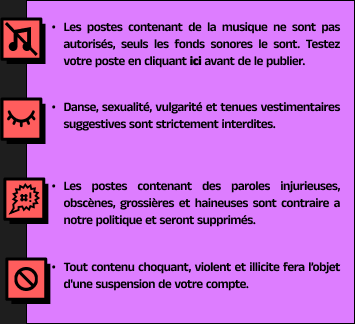 • Les postes contenant de la musique ne sont pas
autorisés, seuls les fonds sonores le sont. Testez
votre poste en cliquant ici avant de le publier.
• Danse, sexualité, vulgarité et tenues vestimentaires
suggestives sont strictement interdites.
• Les postes contenant des paroles injurieuses,
obscènes, grossières et haineuses sont contraire a
notre politique et seront supprimés.
• Tout contenu choquant, violent et illicite fera l'objet
d'une suspension de votre compte.